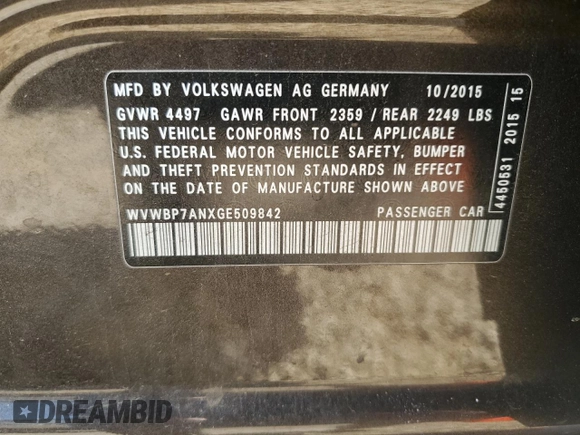 MFD BY VOLKSWAGEN AG GERMANY 10/2015
GVWR 4497 GAWR FRONT 2359 / REAR 2249 LBS
THIS VEHICLE CONFORMS TO ALL APPLICABLE
U.S. FEDERAL MOTOR VEHICLE SAFETY, BUMPER
AND THEFT PREVENTION STANDARDS IN EFFECT
ON THE DATE OF MANUFACTURE SHOWN ABOVE
WVWBP7ANXGE509842 PASSENGER CAR
4450531 2015 15
DREAMBID